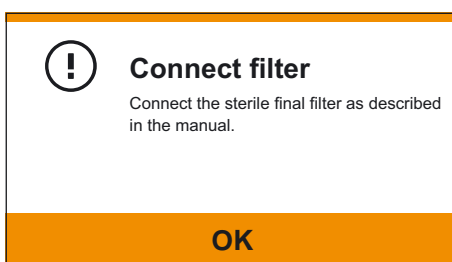 Connect filter
Connect the sterile final filter as described
in the manual.
OK